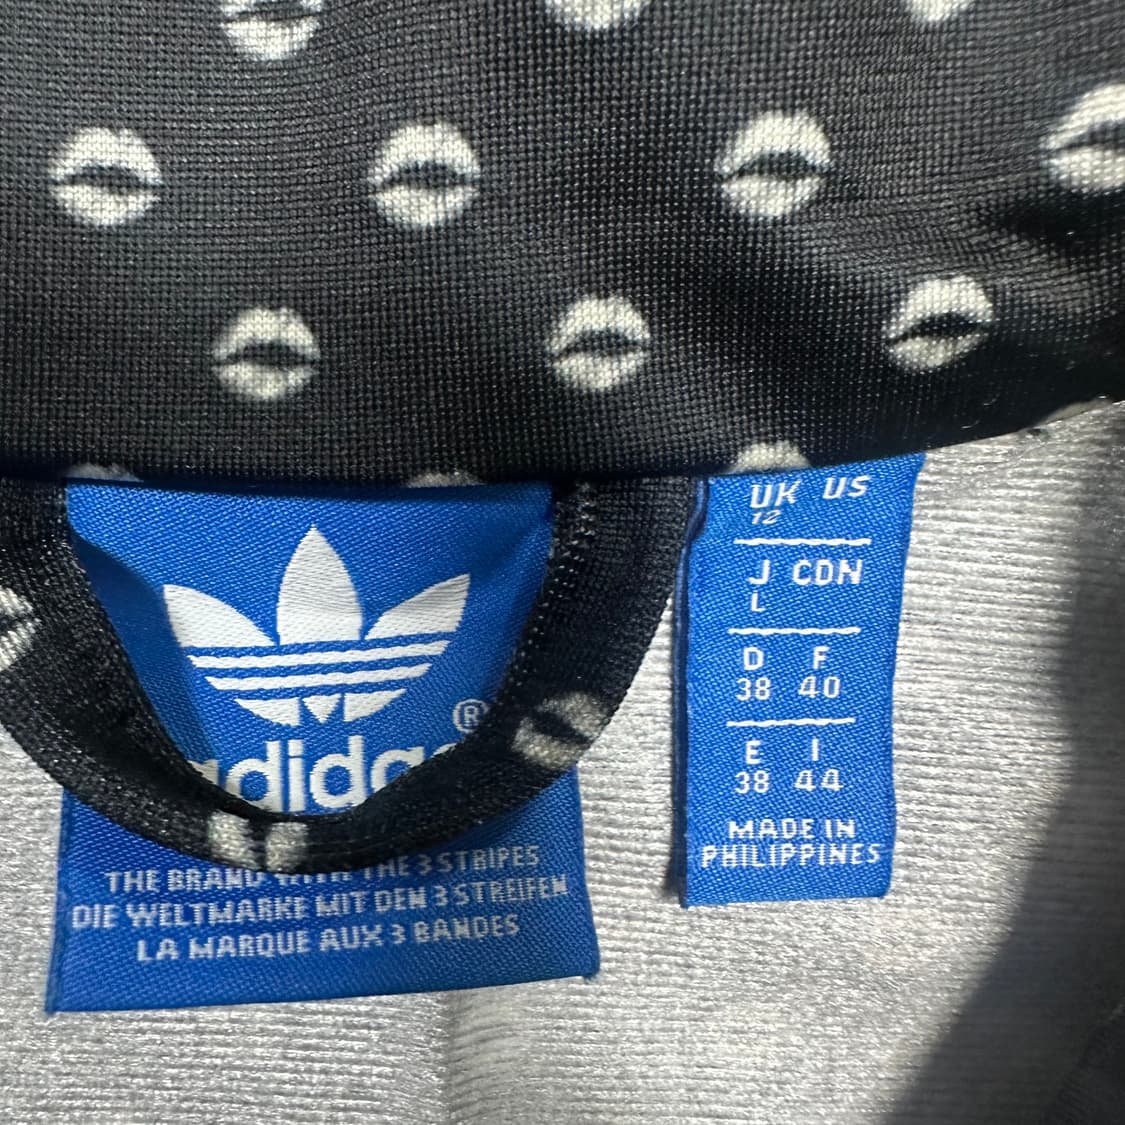 ®
adidas
THE BRAND WITH THE 3 STRIPES
DIE WELTMARKE MIT DEN 3 STREIFEN
LA MARQUE AUX 3 BANDES
UK US
12
J CDN
L
D F
38 40
E I
38 44
MADE IN
PHILIPPINES